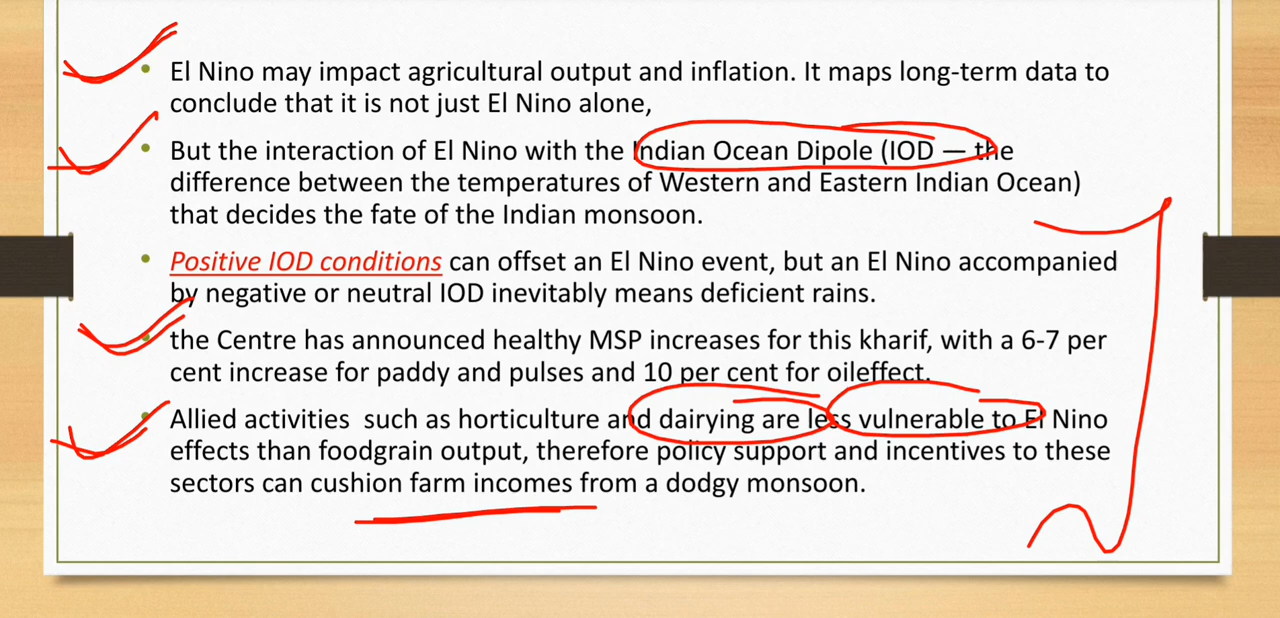 • El Nino may impact agricultural output and inflation. It maps long-term data to
conclude that it is not just El Nino alone,
• But the interaction of El Nino with the Indian Ocean Dipole (IOD — the
difference between the temperatures of Western and Eastern Indian Ocean)
that decides the fate of the Indian monsoon.
• Positive IOD conditions can offset an El Nino event, but an El Nino accompanied
by negative or neutral IOD inevitably means deficient rains.
• the Centre has announced healthy MSP increases for this kharif, with a 6-7 per
cent increase for paddy and pulses and 10 per cent for oileffect.
• Allied activities such as horticulture and dairying are less vulnerable to El Nino
effects than foodgrain output, therefore policy support and incentives to these
sectors can cushion farm incomes from a dodgy monsoon.